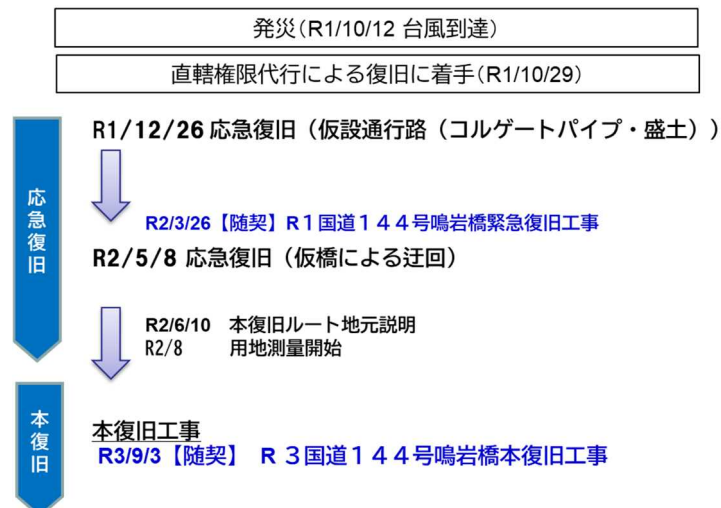 発災（R1/10/12 台風到達）
直轄権限代行による復旧に着手（R1/10/29）
応急復旧
R1/12/26 応急復旧（仮設通行路（コルゲートパイプ・盛土））
R2/3/26【随契】R１国道１４４号鳴岩橋緊急復旧工事
R2/5/8 応急復旧（仮橋による迂回）
R2/6/10 本復旧ルート地元説明
R2/8 用地測量開始
本復旧
本復旧工事
R3/9/3【随契】 R ３国道１４４号鳴岩橋本復旧工事